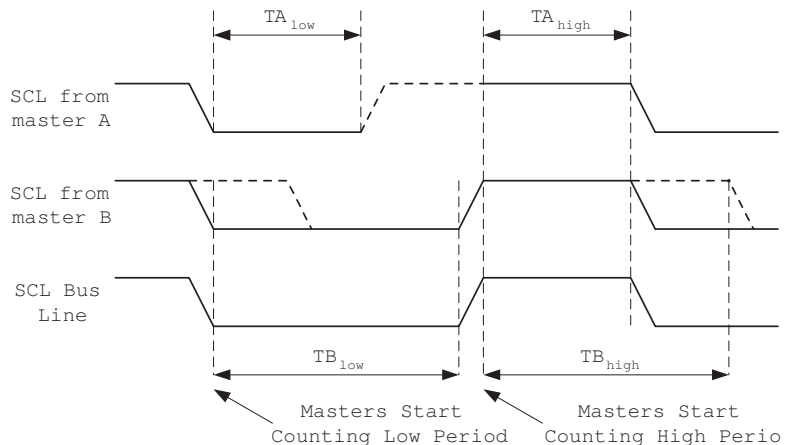 TA low
TA high
SCL from
master A
SCL from
master B
SCL Bus
Line
TB low
TB high
Masters Start
Counting Low Period
Masters Start
Counting High Perio